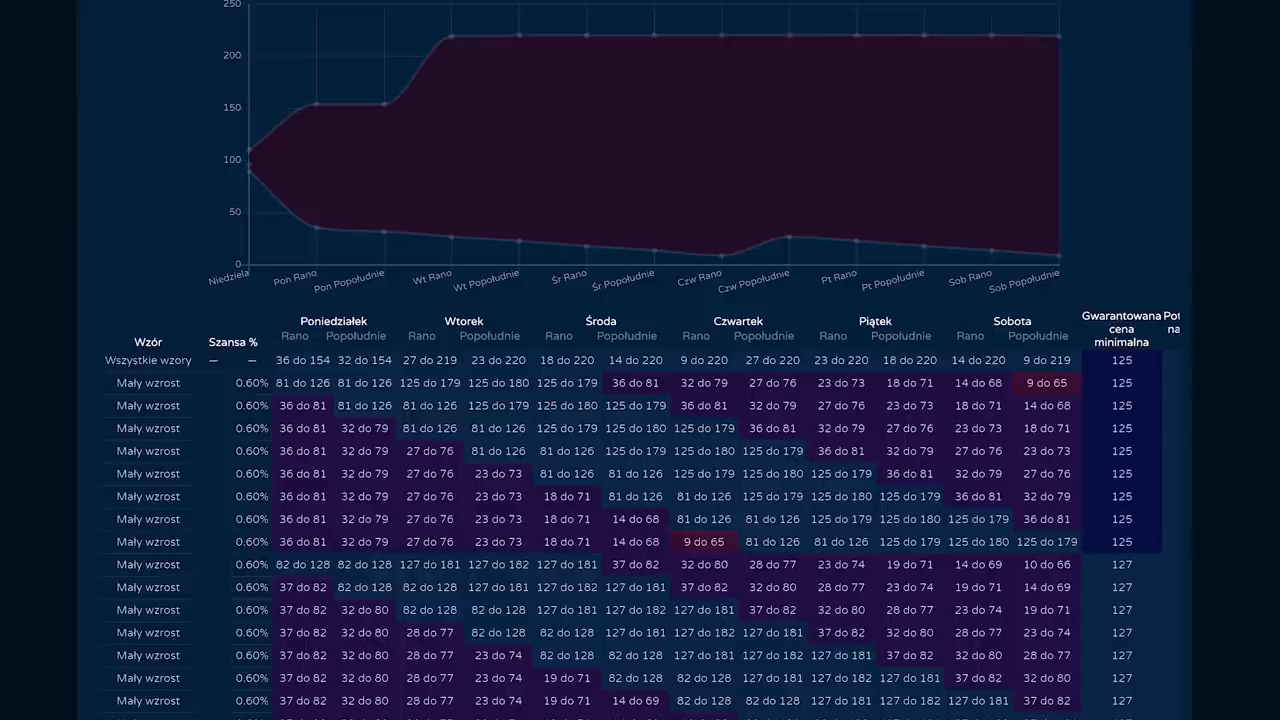 250
200
150
100
50
0
Niedziela Pon Rano Pon Popołudnie Wt Rano Wt Popołudnie Śr Rano Śr Popołudnie Czw Rano Czw Popołudnie Pt Rano Pt Popołudnie Sob Rano Sob Popołudnie
Wzór Szansa % Poniedziałek Wtorek Środa Czwartek Piątek Sobota Gwarantowana cena minimalna Pot na
Rano Popołudnie Rano Popołudnie Rano Popołudnie Rano Popołudnie Rano Popołudnie Rano Popołudnie
Wszystkie wzory — — 36 do 154 32 do 154 27 do 219 23 do 220 18 do 220 14 do 220 9 do 220 27 do 220 23 do 220 18 do 220 14 do 220 9 do 219 125
Mały wzrost 0.60% 81 do 126 81 do 126 125 do 179 125 do 180 125 do 179 36 do 81 32 do 79 27 do 76 23 do 73 18 do 71 14 do 68 9 do 65 125
Mały wzrost 0.60% 36 do 81 81 do 126 81 do 126 125 do 179 125 do 180 125 do 179 36 do 81 32 do 79 27 do 76 23 do 73 18 do 71 14 do 68 125
Mały wzrost 0.60% 36 do 81 32 do 79 81 do 126 81 do 126 125 do 179 125 do 180 125 do 179 36 do 81 32 do 79 27 do 76 23 do 73 18 do 71 125
Mały wzrost 0.60% 36 do 81 32 do 79 27 do 76 81 do 126 81 do 126 125 do 179 125 do 180 125 do 179 36 do 81 32 do 79 27 do 76 23 do 73 125
Mały wzrost 0.60% 36 do 81 32 do 79 27 do 76 23 do 73 81 do 126 81 do 126 125 do 179 125 do 180 125 do 179 36 do 81 32 do 79 27 do 76 125
Mały wzrost 0.60% 36 do 81 32 do 79 27 do 76 23 do 73 18 do 71 81 do 126 81 do 126 125 do 179 125 do 180 125 do 179 36 do 81 32 do 79 125
Mały wzrost 0.60% 36 do 81 32 do 79 27 do 76 23 do 73 18 do 71 14 do 68 81 do 126 81 do 126 125 do 179 125 do 180 125 do 179 36 do 81 125
Mały wzrost 0.60% 36 do 81 32 do 79 27 do 76 23 do 73 18 do 71 14 do 68 9 do 65 81 do 126 81 do 126 125 do 179 125 do 180 125 do 179 125
Mały wzrost 0.60% 82 do 128 82 do 128 127 do 181 127 do 182 127 do 181 37 do 82 32 do 80 28 do 77 23 do 74 19 do 71 14 do 69 10 do 66 127
Mały wzrost 0.60% 37 do 82 82 do 128 82 do 128 127 do 181 127 do 182 127 do 181 37 do 82 32 do 80 28 do 77 23 do 74 19 do 71 14 do 69 127
Mały wzrost 0.60% 37 do 82 32 do 80 82 do 128 82 do 128 127 do 181 127 do 182 127 do 181 37 do 82 32 do 80 28 do 77 23 do 74 19 do 71 127
Mały wzrost 0.60% 37 do 82 32 do 80 28 do 77 82 do 128 82 do 128 127 do 181 127 do 182 127 do 181 37 do 82 32 do 80 28 do 77 23 do 74 127
Mały wzrost 0.60% 37 do 82 32 do 80 28 do 77 23 do 74 82 do 128 82 do 128 127 do 181 127 do 182 127 do 181 37 do 82 32 do 80 28 do 77 127
Mały wzrost 0.60% 37 do 82 32 do 80 28 do 77 23 do 74 19 do 71 82 do 128 82 do 128 127 do 181 127 do 182 127 do 181 37 do 82 32 do 80 127
Mały wzrost 0.60% 37 do 82 32 do 80 28 do 77 23 do 74 19 do 71 14 do 69 82 do 128 82 do 128 127 do 181 127 do 182 127 do 181 37 do 82 127